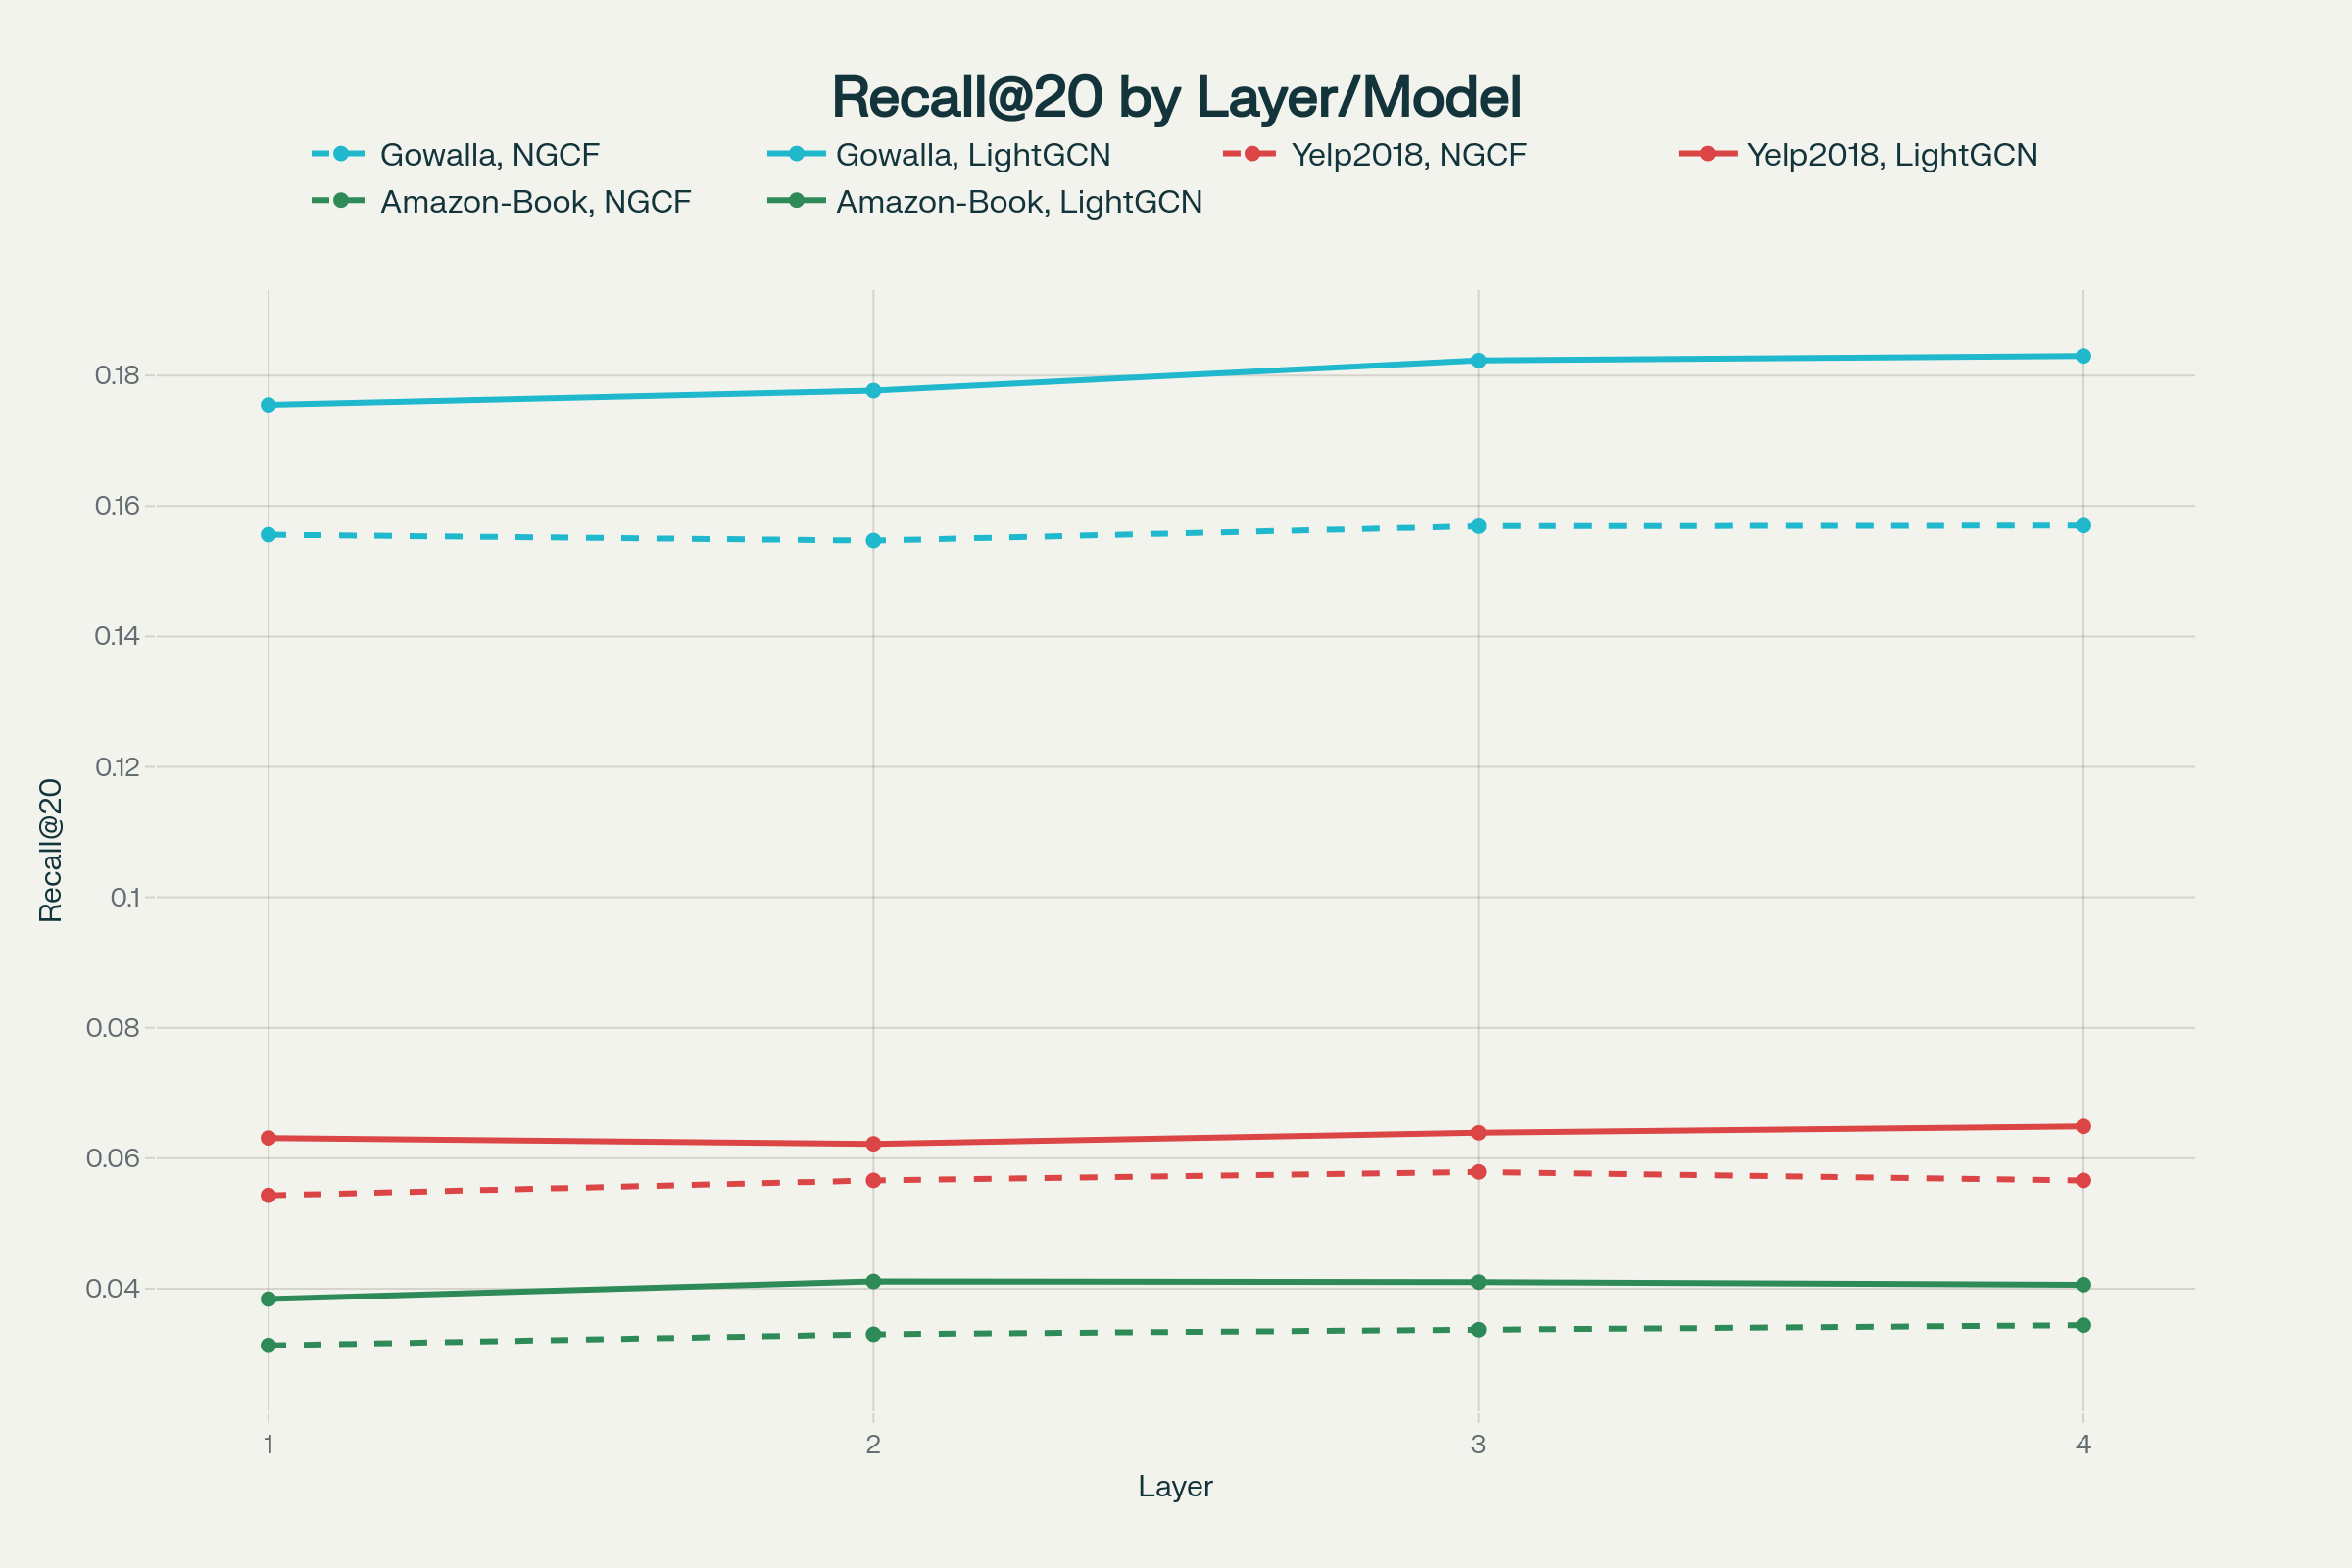 Recall@20 by Layer/Model
Gowalla, NGCF
Gowalla, LightGCN
Yelp2018, NGCF
Yelp2018, LightGCN
Amazon-Book, NGCF
Amazon-Book, LightGCN
Recall@20
0.18
0.16
0.14
0.12
0.1
0.08
0.06
0.04
1
2
3
4
Layer